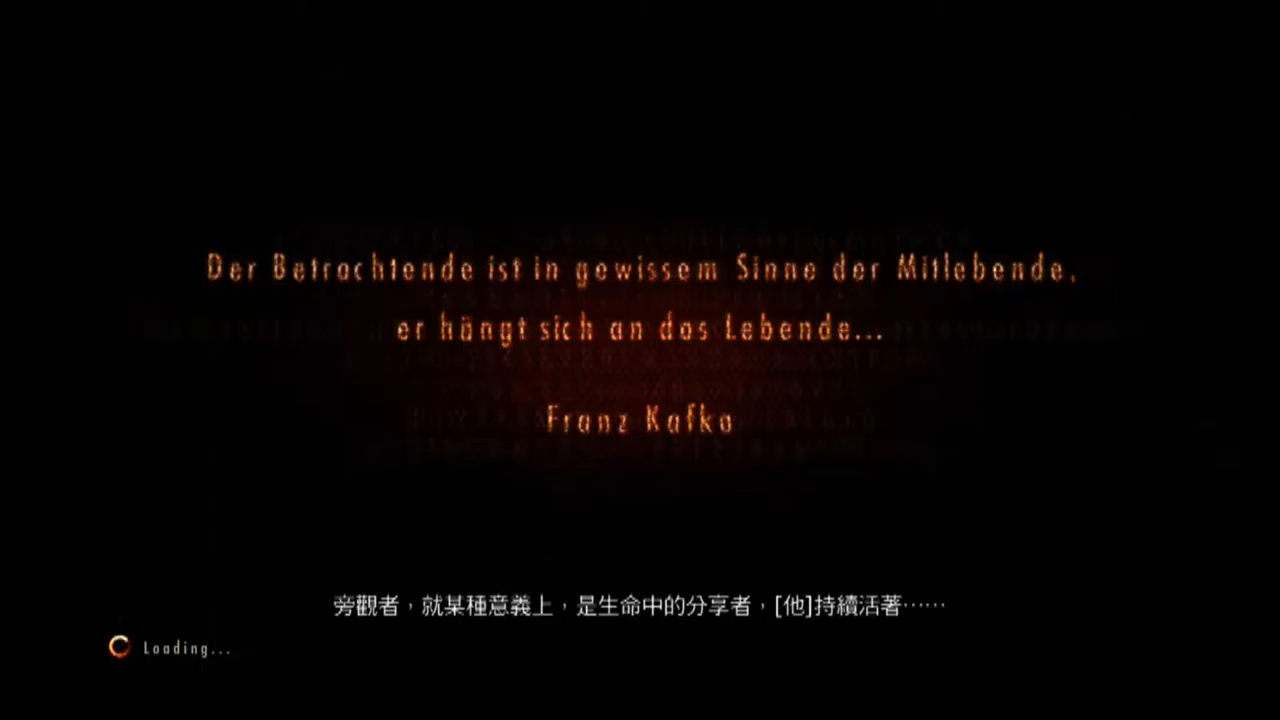 Der Betrachtende ist in gewissem Sinne der Mitlebende,
er hängt sich an das Lebende...
Franz Kafka
旁觀者，就某種意義上，是生命中的分享者，[他]持續活著⋯⋯
Loading...